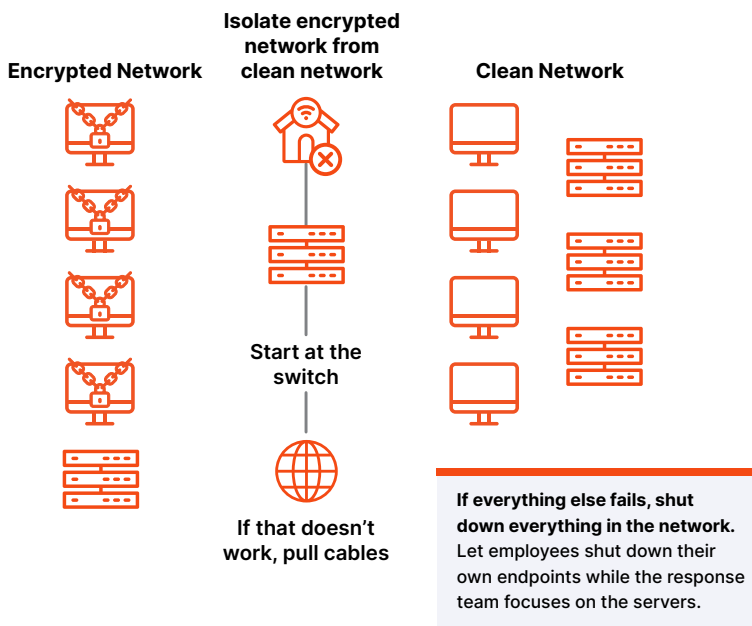 Encrypted Network
Isolate encrypted
network from
clean network
Clean Network
Start at the
switch
If that doesn’t
work, pull cables
If everything else fails, shut
down everything in the network.
Let employees shut down their
own endpoints while the response
team focuses on the servers.